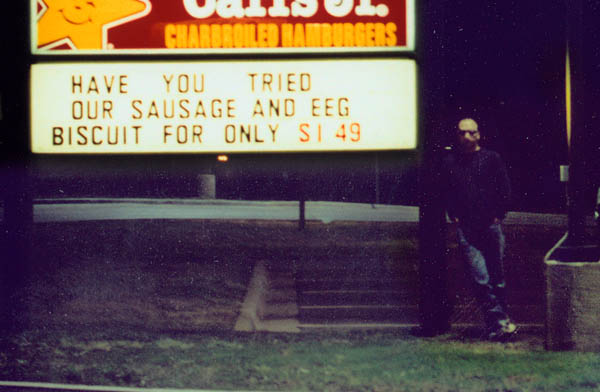 Carl's Jr.
CHARBROILED HAMBURGERS
HAVE YOU TRIED
OUR SAUSAGE AND EEG
BISCUIT FOR ONLY $1 49